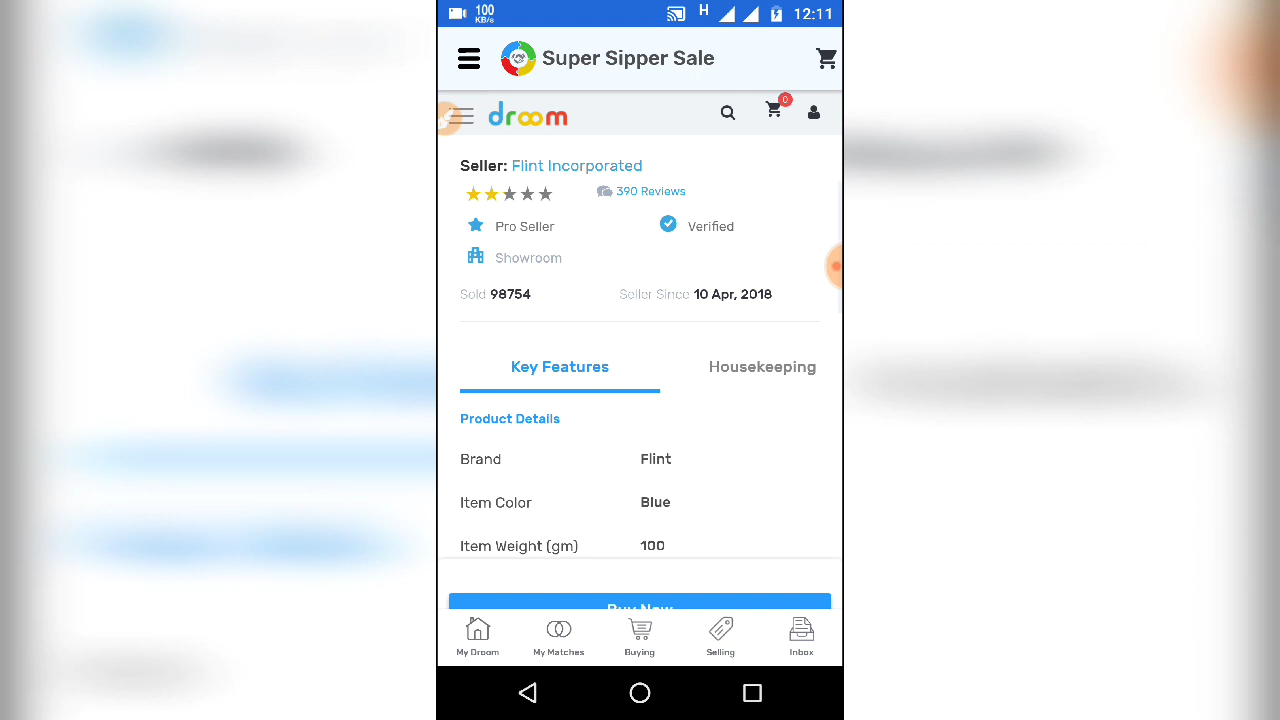 100
KB/s
H
12:11
Super Sipper Sale
droom
0
Seller: Flint Incorporated
390 Reviews
Pro Seller
Verified
Showroom
Sold 98754
Seller Since 10 Apr, 2018
Key Features
Housekeeping
Product Details
Brand Flint
Item Color Blue
Item Weight (gm) 100
Buy Now
My Droom
My Matches
Buying
Selling
Inbox